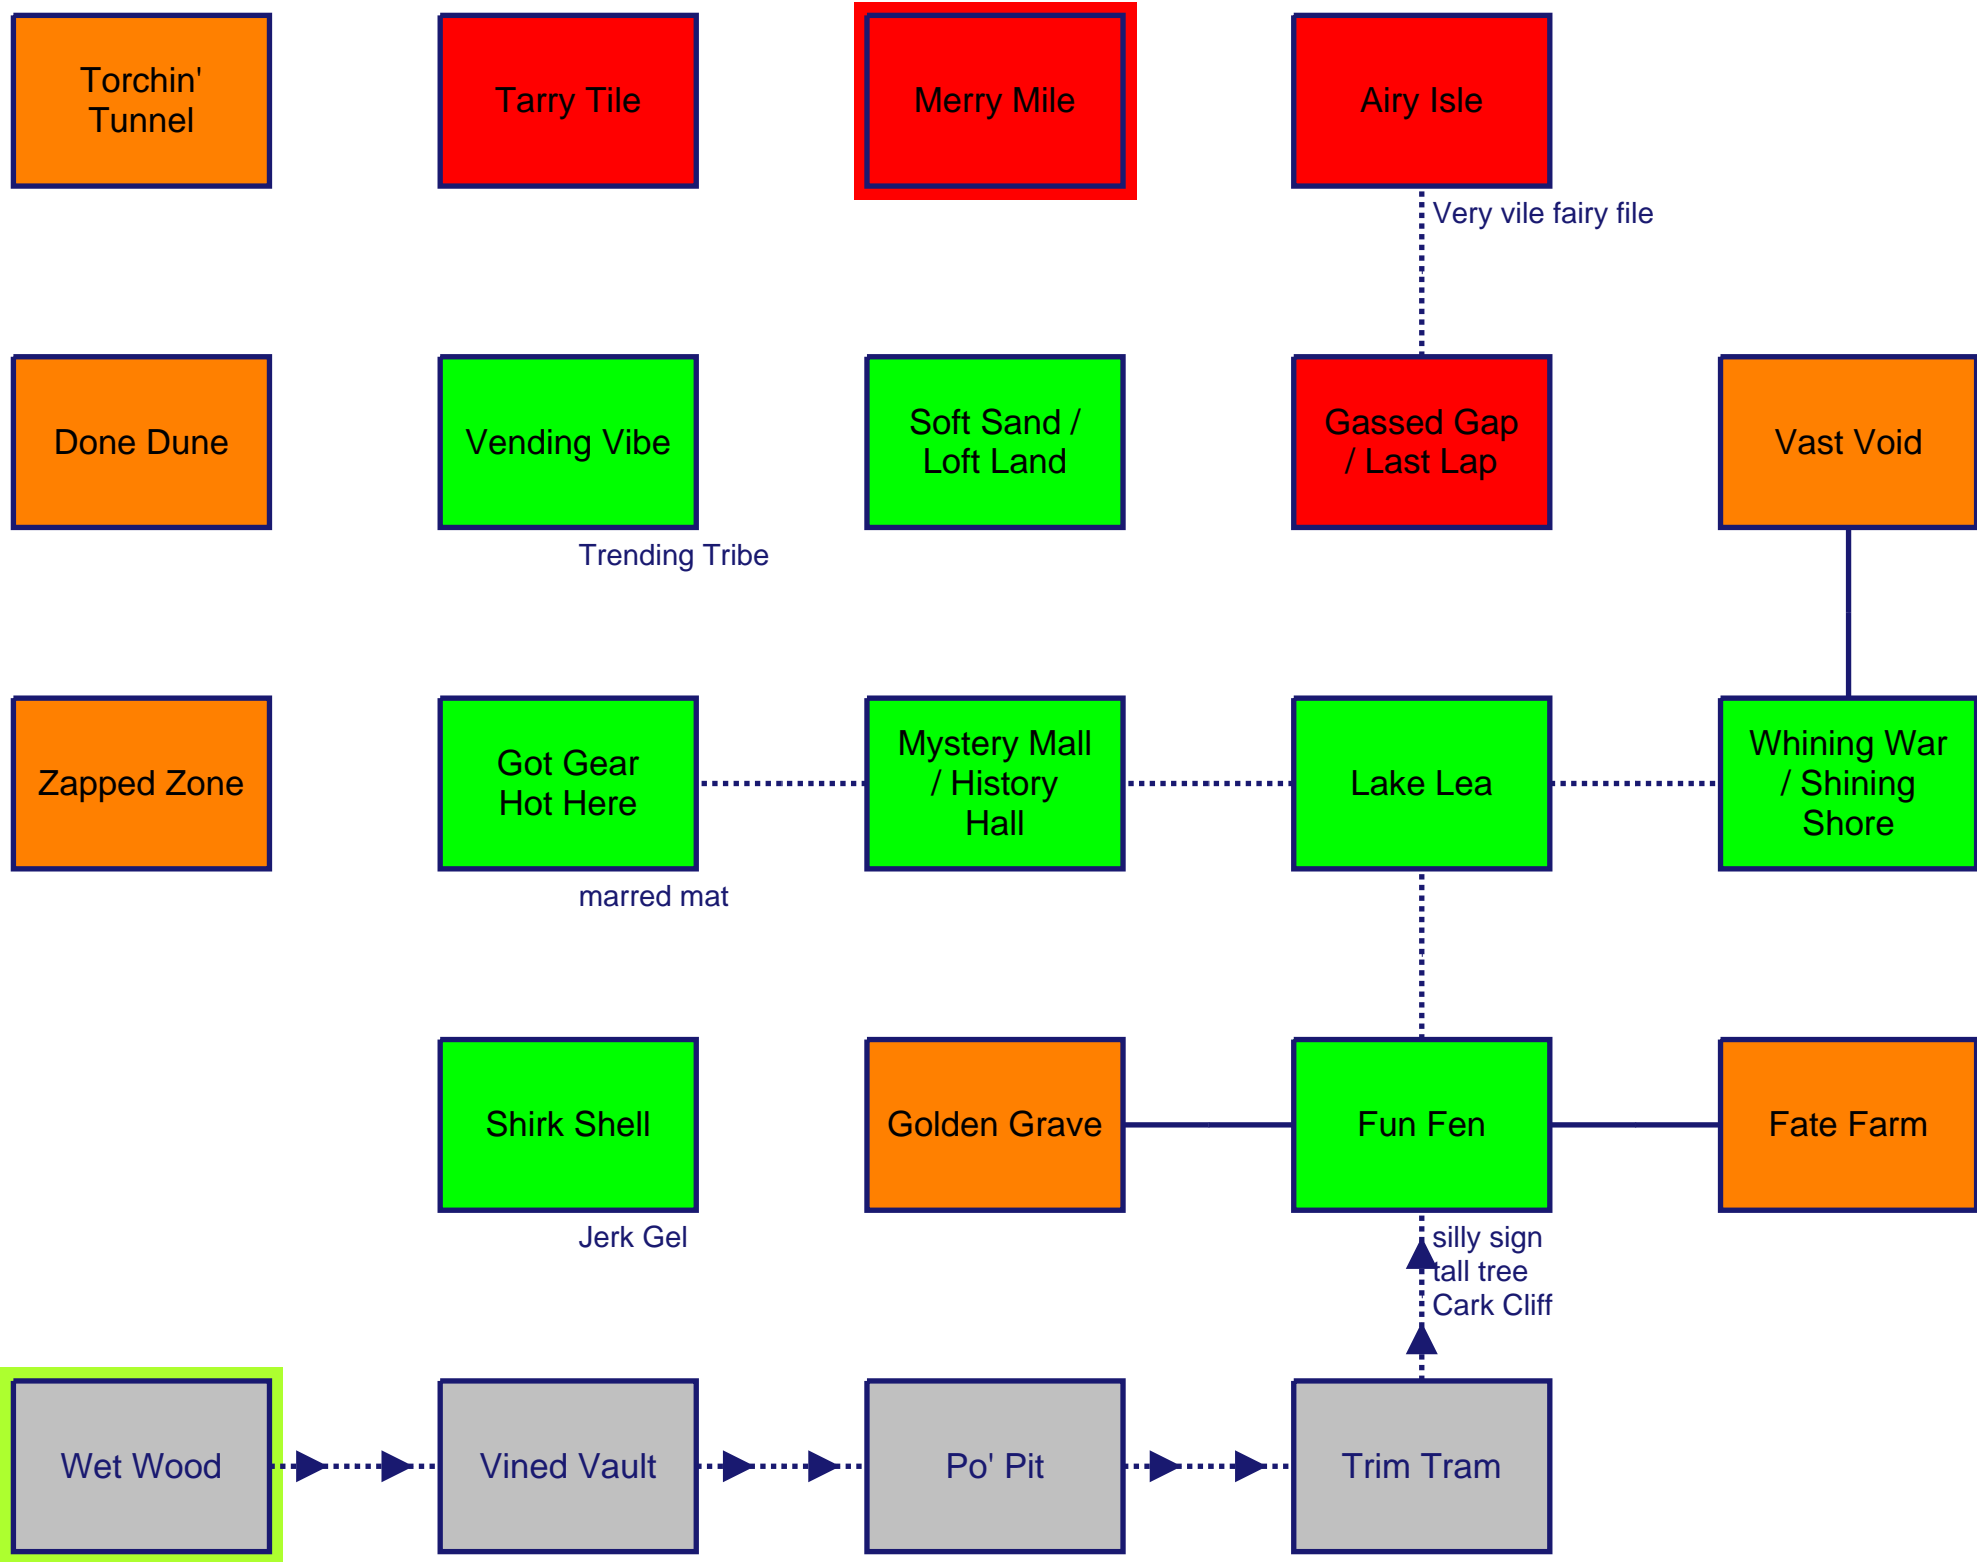 Torchin'
Tunnel
Tarry Tile
Merry Mile
Airy Isle
Very vile fairy file
Done Dune
Vending Vibe
Soft Sand /
Loft Land
Gassed Gap
/ Last Lap
Vast Void
Trending Tribe
Zapped Zone
Got Gear
Hot Here
Mystery Mall
/ History
Hall
Lake Lea
Whining War
/ Shining
Shore
marred mat
Shirk Shell
Golden Grave
Fun Fen
Fate Farm
Jerk Gel
silly sign
tall tree
Cark Cliff
Wet Wood
Vined Vault
Po' Pit
Trim Tram